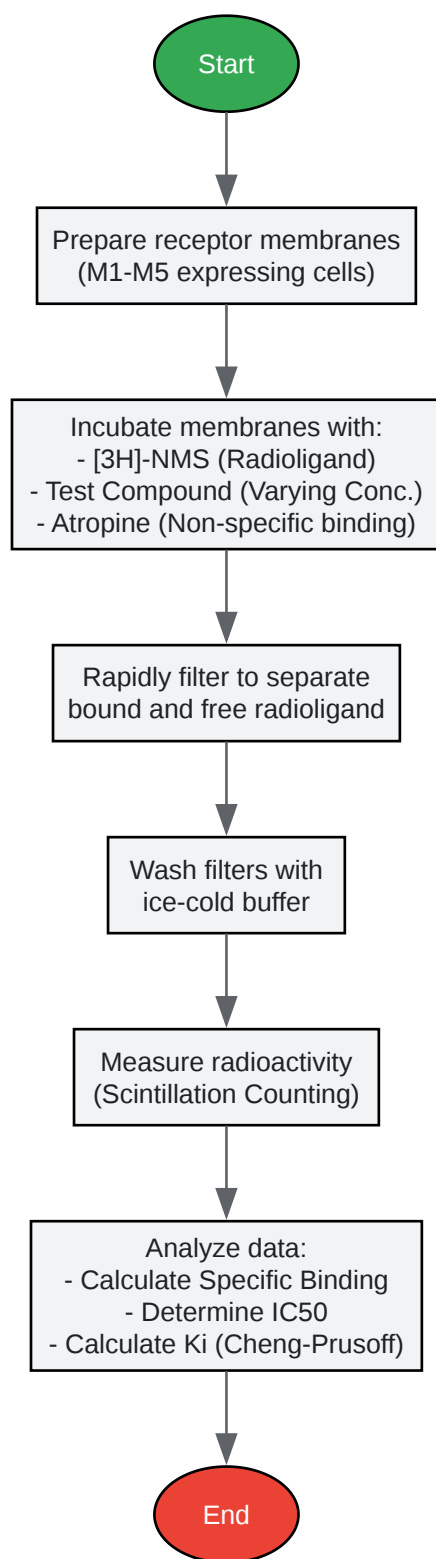 Start
Prepare receptor membranes
(M1-M5 expressing cells)
Incubate membranes with:
- [3H]-NMS (Radioligand)
- Test Compound (Varying Conc.)
- Atropine (Non-specific binding)
Rapidly filter to separate
bound and free radioligand
Wash filters with
ice-cold buffer
Measure radioactivity
(Scintillation Counting)
Analyze data:
- Calculate Specific Binding
- Determine IC50
- Calculate Ki (Cheng-Prusoff)
End